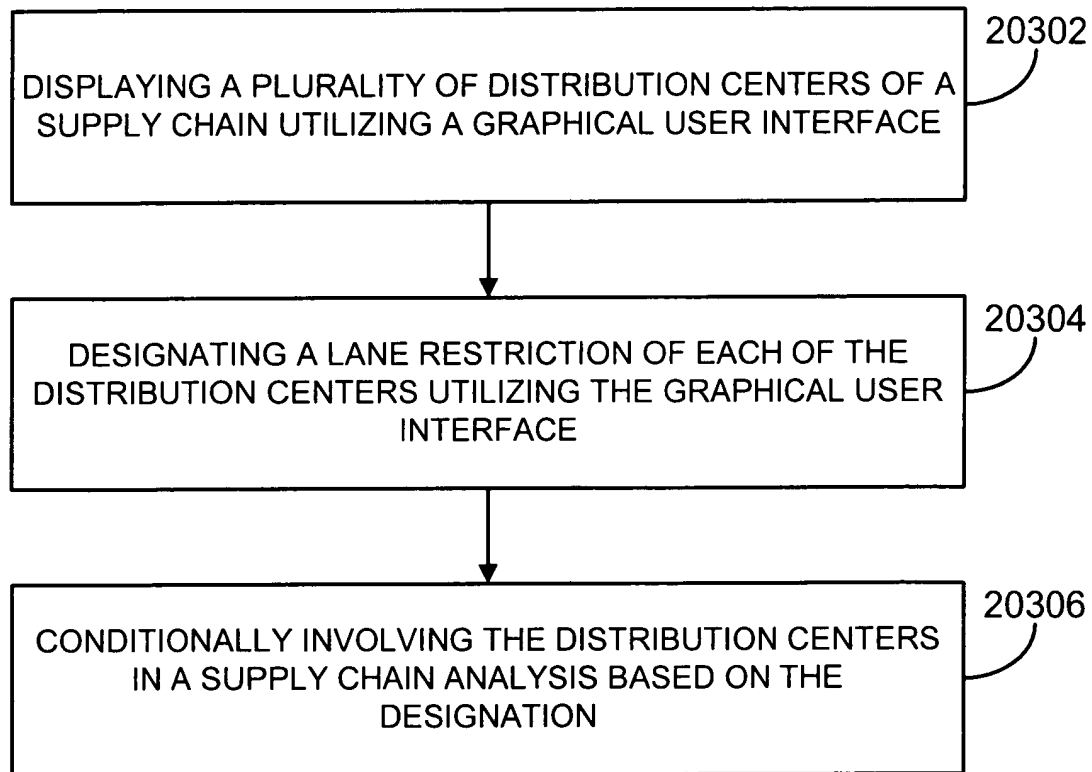 20302
DISPLAYING A PLURALITY OF DISTRIBUTION CENTERS OF A
SUPPLY CHAIN UTILIZING A GRAPHICAL USER INTERFACE
20304
DESIGNATING A LANE RESTRICTION OF EACH OF THE
DISTRIBUTION CENTERS UTILIZING THE GRAPHICAL USER
INTERFACE
20306
CONDITIONALLY INVOLVING THE DISTRIBUTION CENTERS
IN A SUPPLY CHAIN ANALYSIS BASED ON THE
DESIGNATION